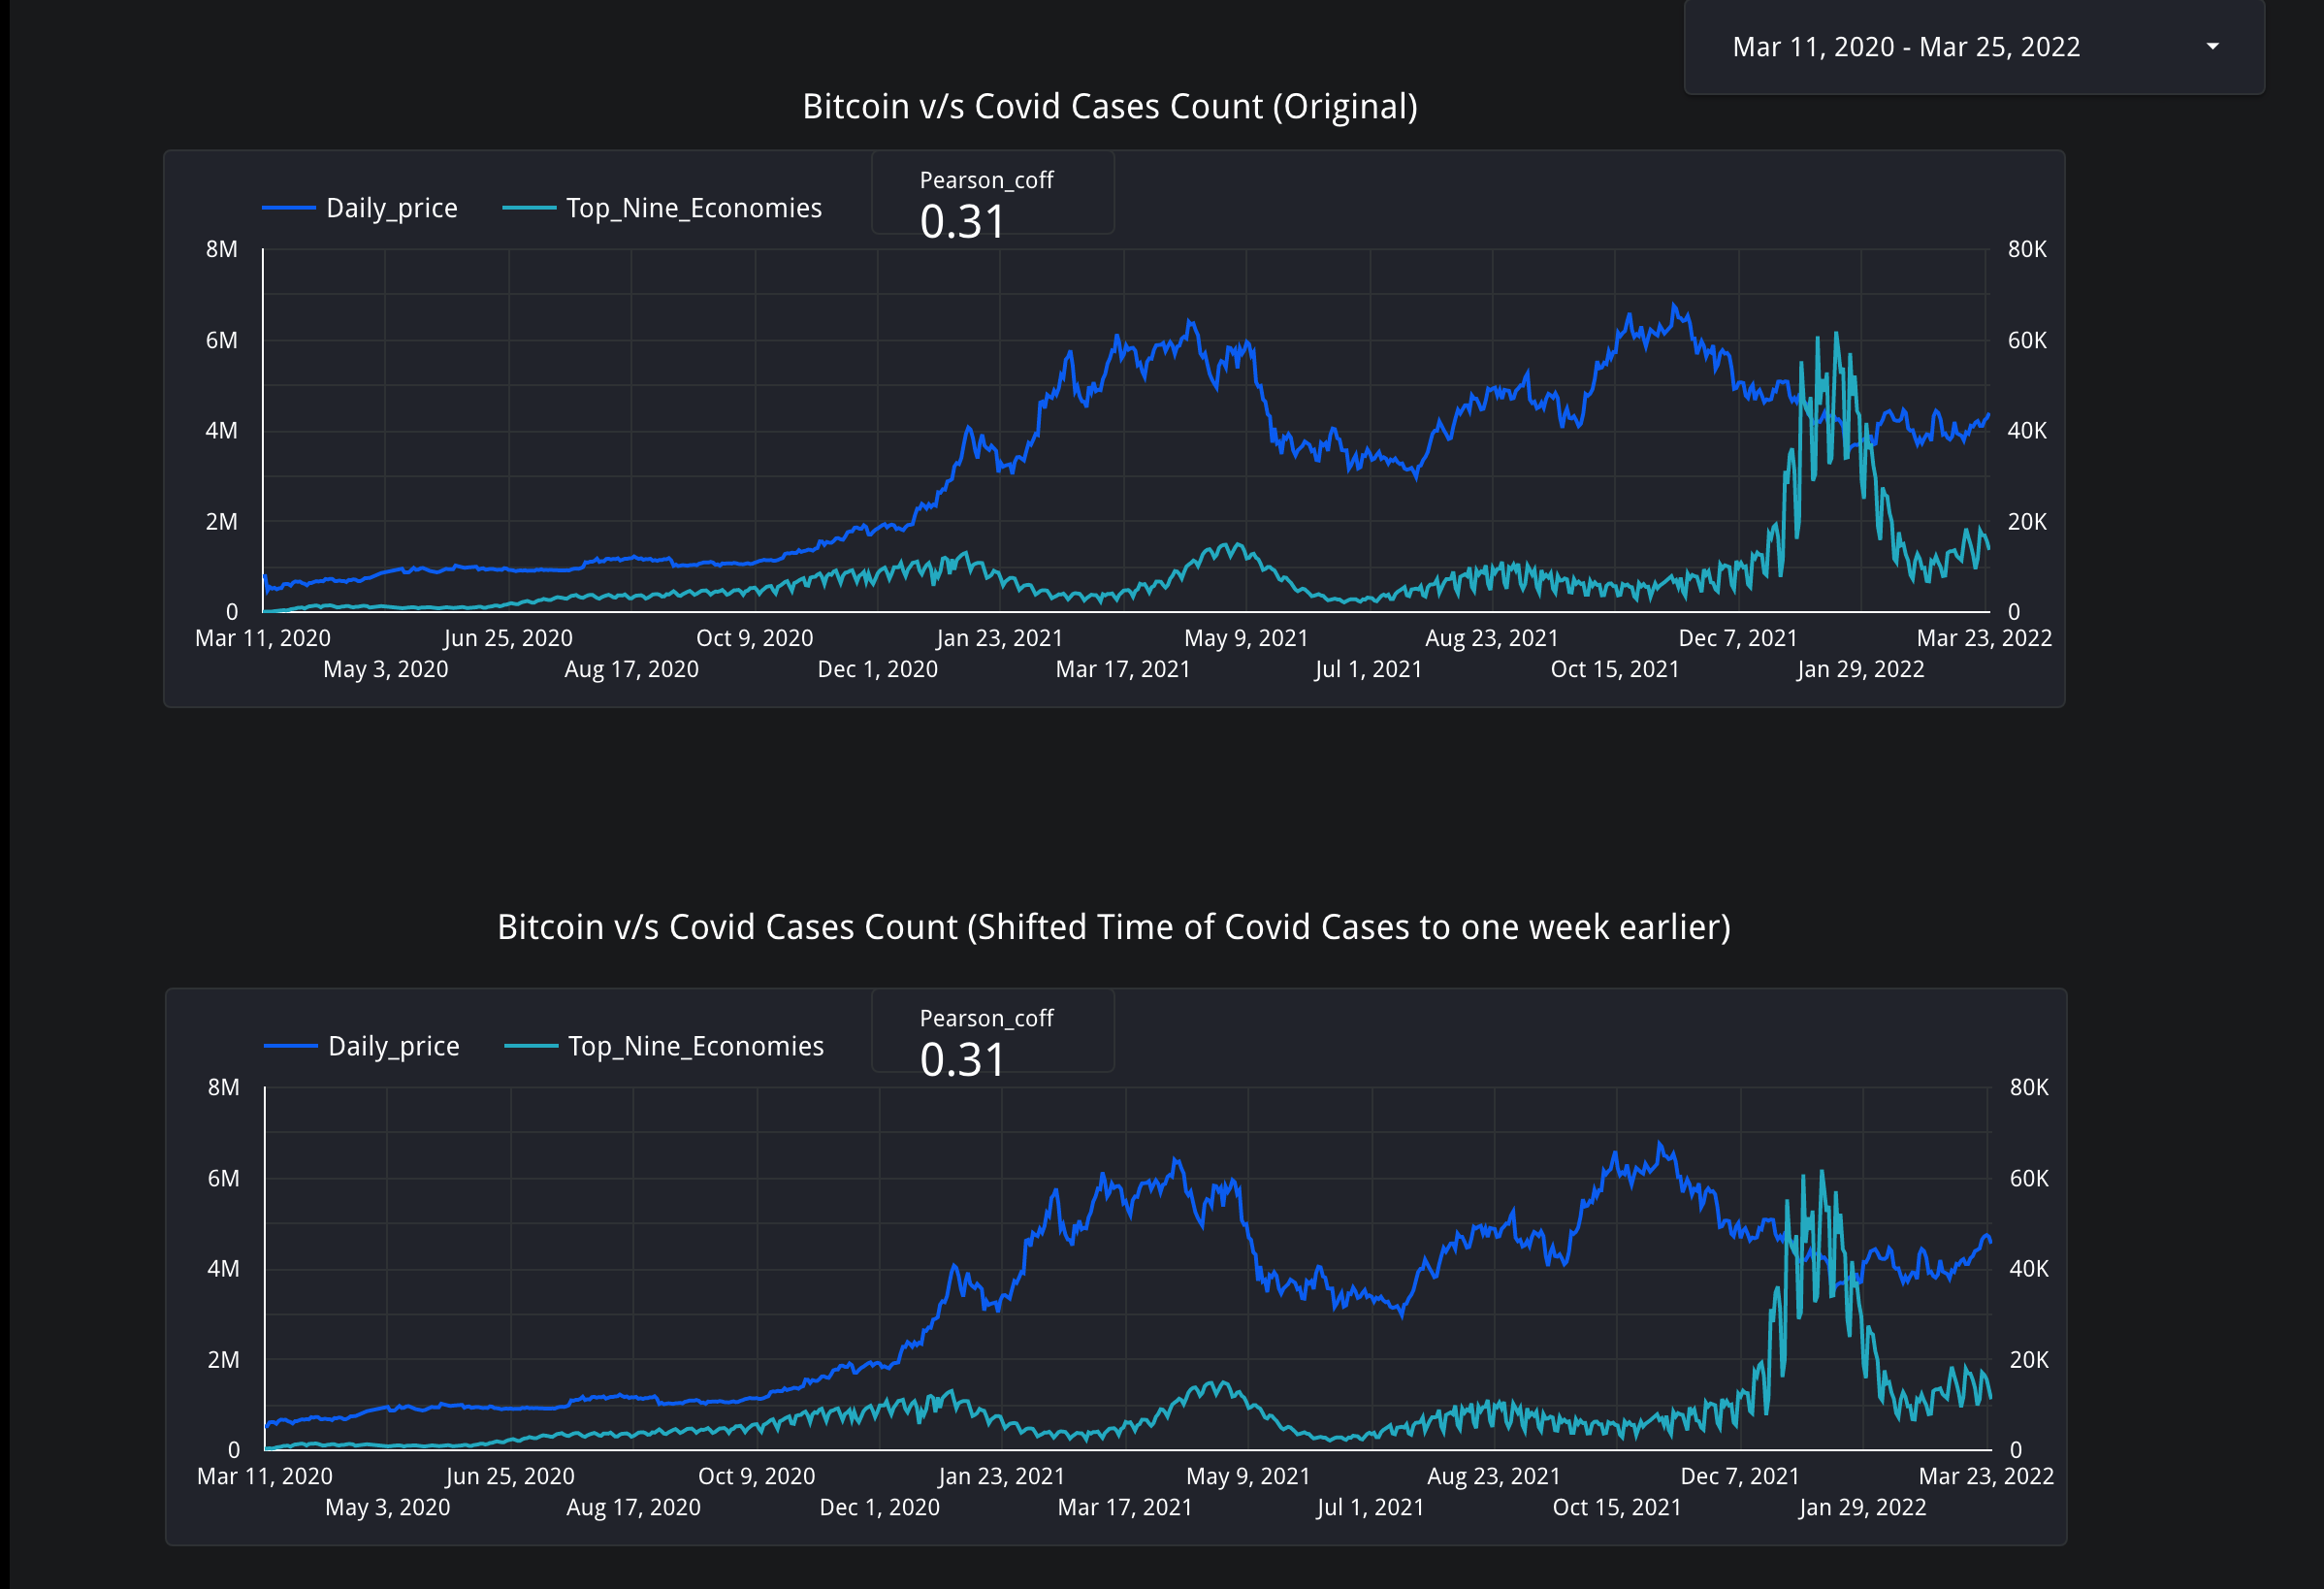 Mar 11, 2020 - Mar 25, 2022
Bitcoin v/s Covid Cases Count (Original)
Pearson_coff
0.31
Daily_price Top_Nine_Economies
8M 80K
6M 60K
4M 40K
2M 20K
0 0
Mar 11, 2020 Jun 25, 2020 Oct 9, 2020 Jan 23, 2021 May 9, 2021 Aug 23, 2021 Dec 7, 2021 Mar 23, 2022
May 3, 2020 Aug 17, 2020 Dec 1, 2020 Mar 17, 2021 Jul 1, 2021 Oct 15, 2021 Jan 29, 2022
Bitcoin v/s Covid Cases Count (Shifted Time of Covid Cases to one week earlier)
Pearson_coff
0.31
Daily_price Top_Nine_Economies
8M 80K
6M 60K
4M 40K
2M 20K
0 0
Mar 11, 2020 Jun 25, 2020 Oct 9, 2020 Jan 23, 2021 May 9, 2021 Aug 23, 2021 Dec 7, 2021 Mar 23, 2022
May 3, 2020 Aug 17, 2020 Dec 1, 2020 Mar 17, 2021 Jul 1, 2021 Oct 15, 2021 Jan 29, 2022